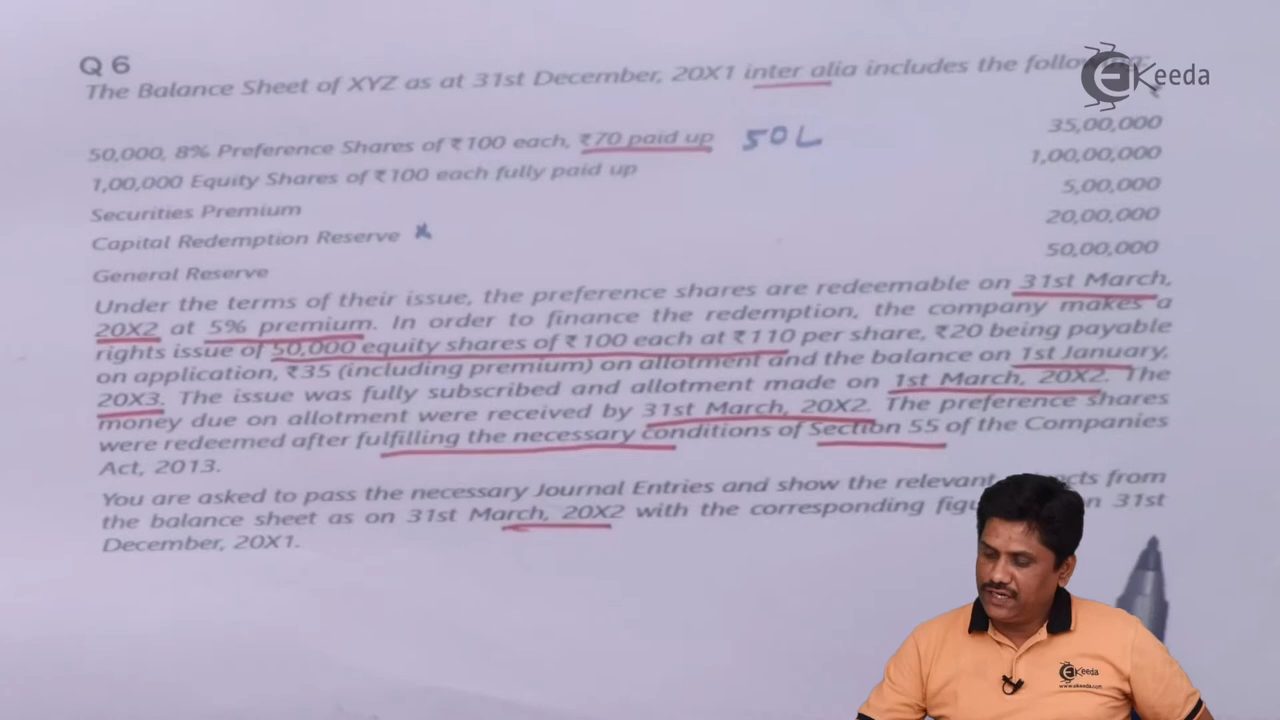 Q 6
The Balance Sheet of XYZ as at 31st December, 20X1 inter alia includes the
eKeeda
₹
50,000, 8% Preference Shares of ₹100 each, ₹70 paid up 50L 35,00,000
1,00,000 Equity Shares of ₹100 each fully paid up 1,00,00,000
Securities Premium 5,00,000
Capital Redemption Reserve 20,00,000
General Reserve 50,00,000
Under the terms of their issue, the preference shares are redeemable on 31st March,
20X2 at 5% premium. In order to finance the redemption, the company makes a
rights issue of 50,000 equity shares of ₹100 each at ₹110 per share, ₹20 being payable
on application, ₹35 (including premium) on allotment and the balance on 1st January,
20X3. The issue was fully subscribed and allotment made on 1st March, 20X2. The
money due on allotment were received by 31st March, 20X2. The preference shares
were redeemed after fulfilling the necessary conditions of Section 55 of the Companies
Act, 2013.
You are asked to pass the necessary Journal Entries and show the relevant from
the balance sheet as on 31st March, 20X2 with the corresponding on 31st
December, 20X1.
eKeeda
www.ekeeda.com